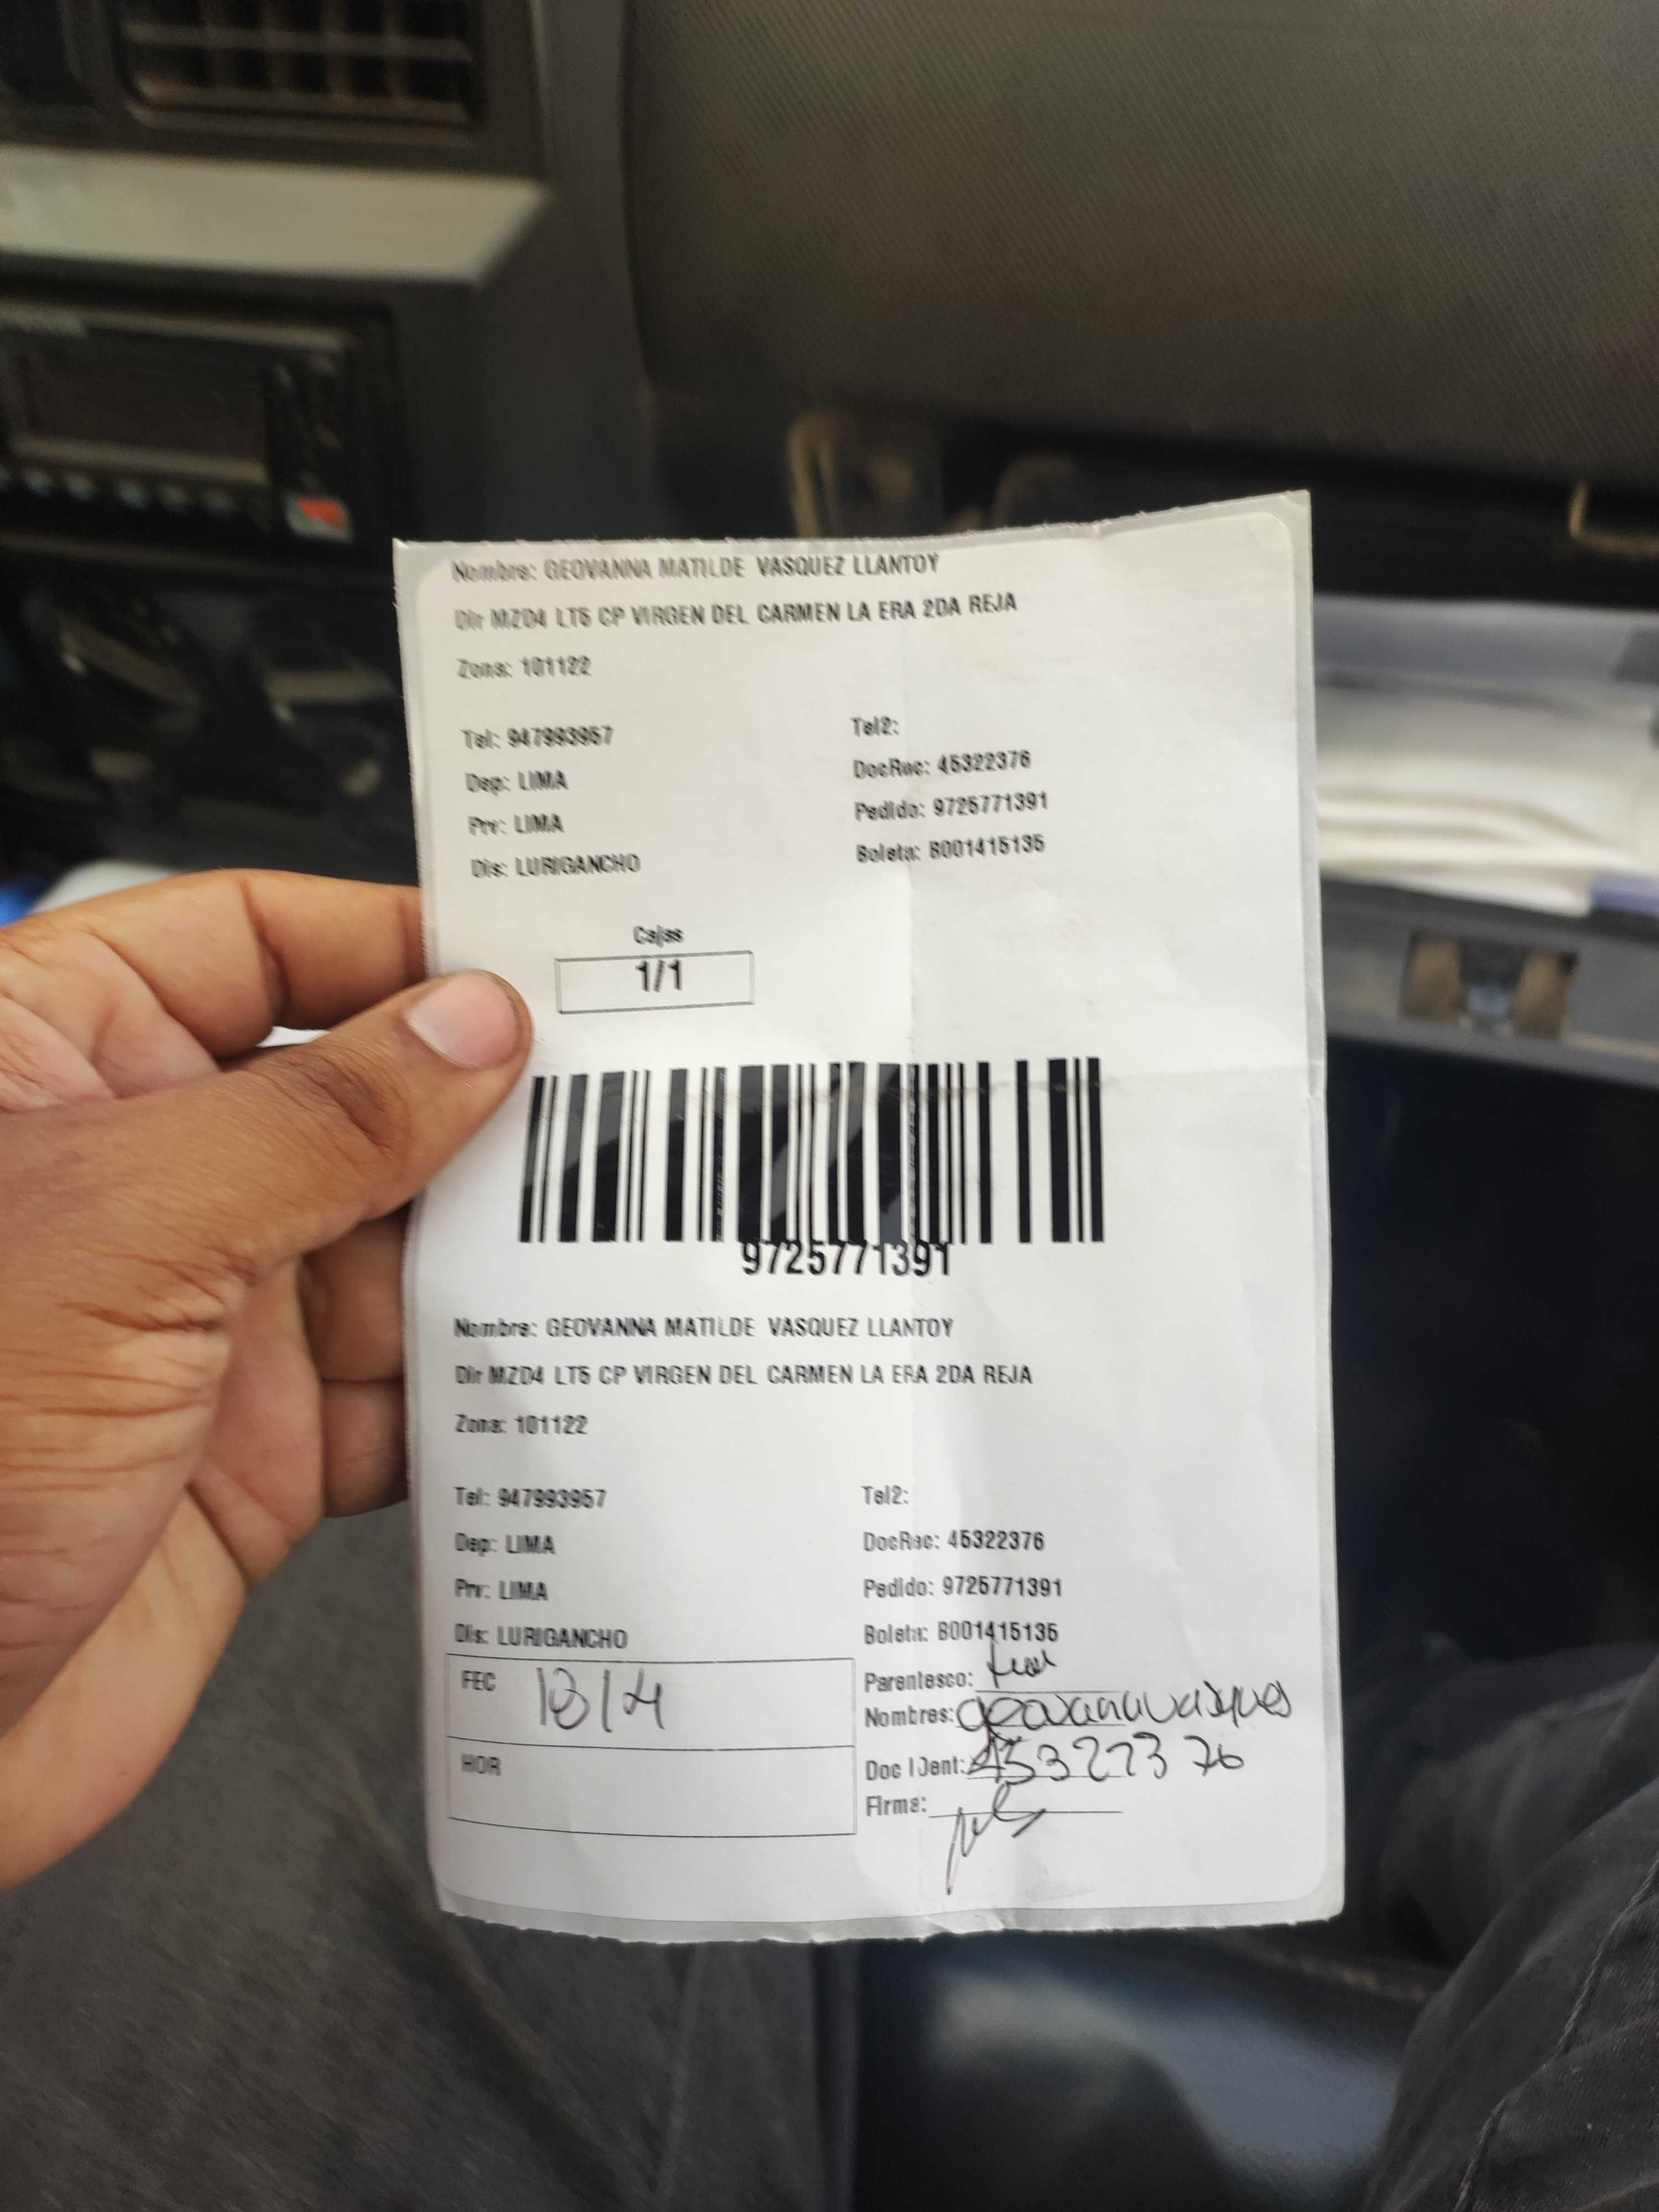 Nombre: GEOVANNA MATILDE VASQUEZ LLANTOY
Dir MZD4 LT5 CP VIRGEN DEL CARMEN LA ERA 2DA REJA
Zona: 101122
Tel: 947993957
Tel2:
Dep: LIMA
DocRec: 45322376
Prv: LIMA
Pedido: 9725771391
Dis: LURIGANCHO
Boleta: B001415135
Cajas
1/1
9725771391
Nombre: GEOVANNA MATILDE VASQUEZ LLANTOY
Dir MZD4 LT5 CP VIRGEN DEL CARMEN LA ERA 2DA REJA
Zona: 101122
Tel: 947993957
Tel2:
Dep: LIMA
DocRec: 45322376
Prv: LIMA
Pedido: 9725771391
Dis: LURIGANCHO
Boleta: B001415135
FEC 13/4
Parentesco:
Nombres:
HOR
Doc IDent: 45322376
Firma: